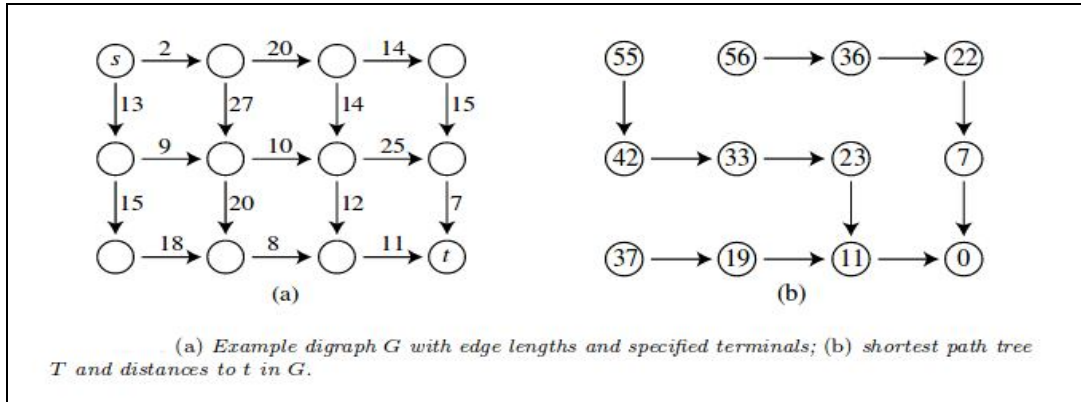 2 20 14
s
13 27 14 15
9 10 25
15 20 12 7
18 8 11
t
(a)
55 56 36 22
42 33 23 7
37 19 11 0
(b)
(a) Example digraph G with edge lengths and specified terminals; (b) shortest path tree
T and distances to t in G.